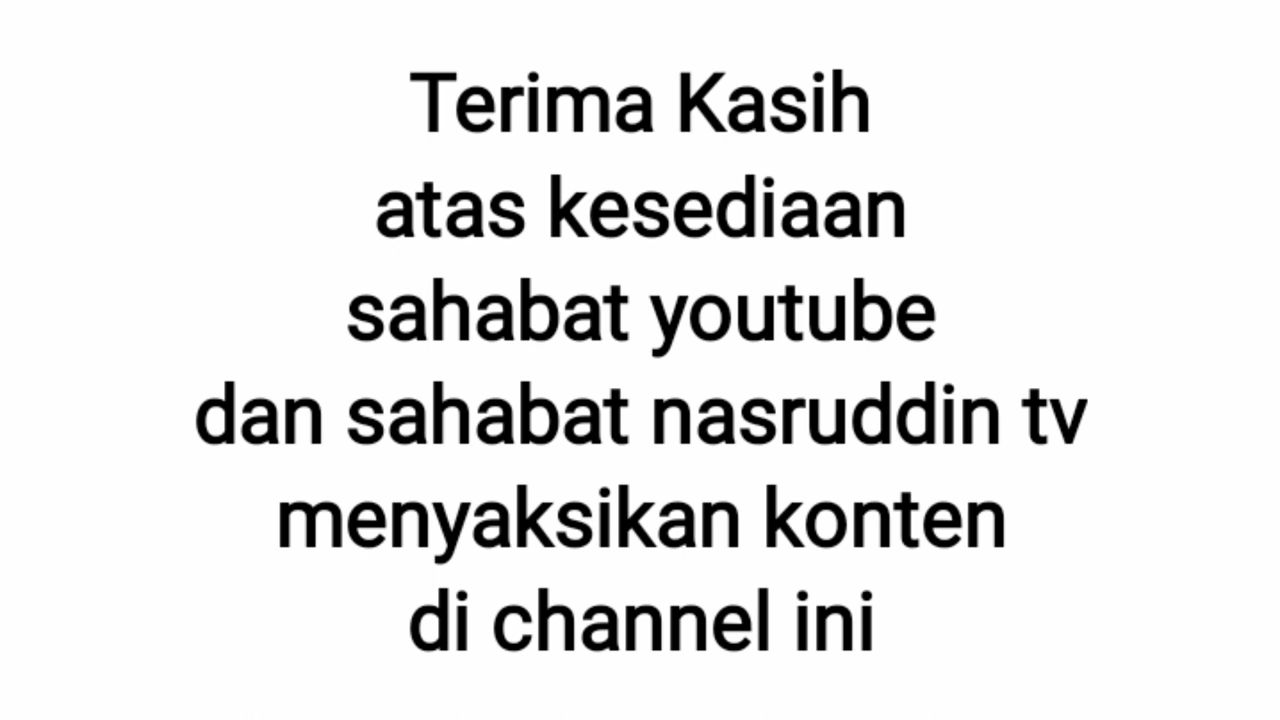 Terima Kasih
atas kesediaan
sahabat youtube
dan sahabat nasruddin tv
menyaksikan konten
di channel ini